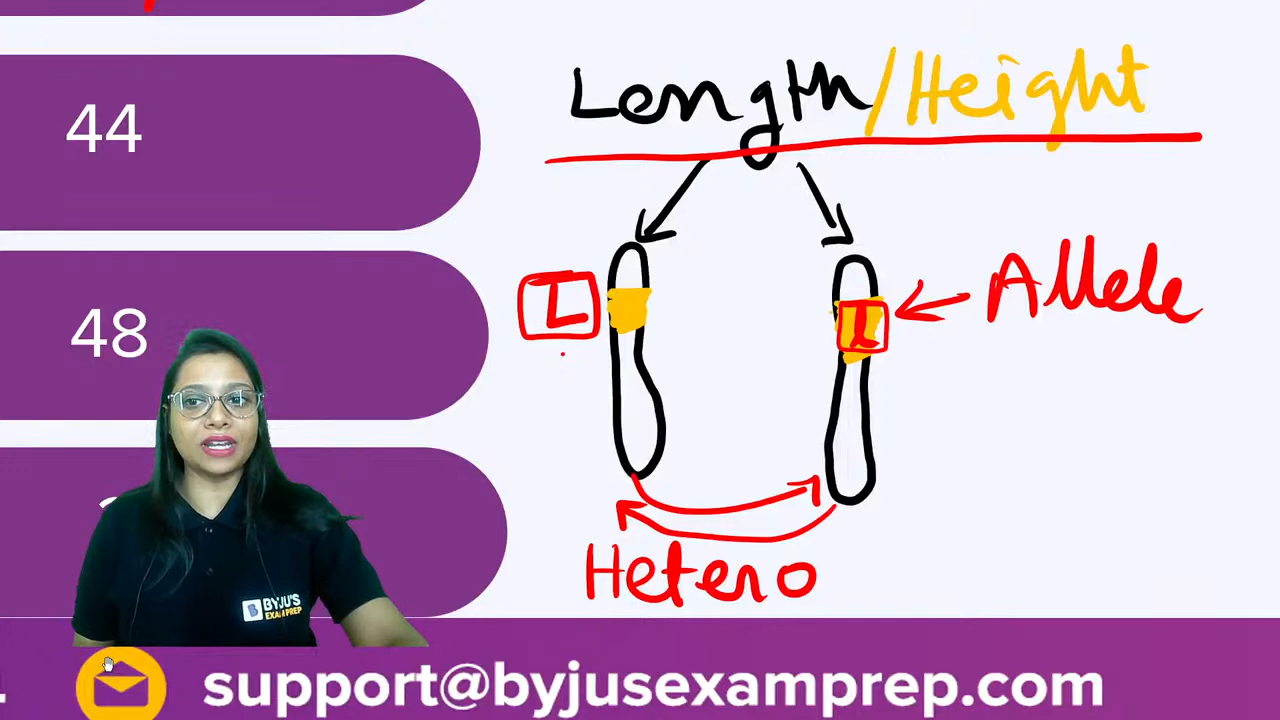 44
48
Length/Height
L
L
Allele
Hetero
BYJU'S
EXAM PREP
support@byjusexamprep.com